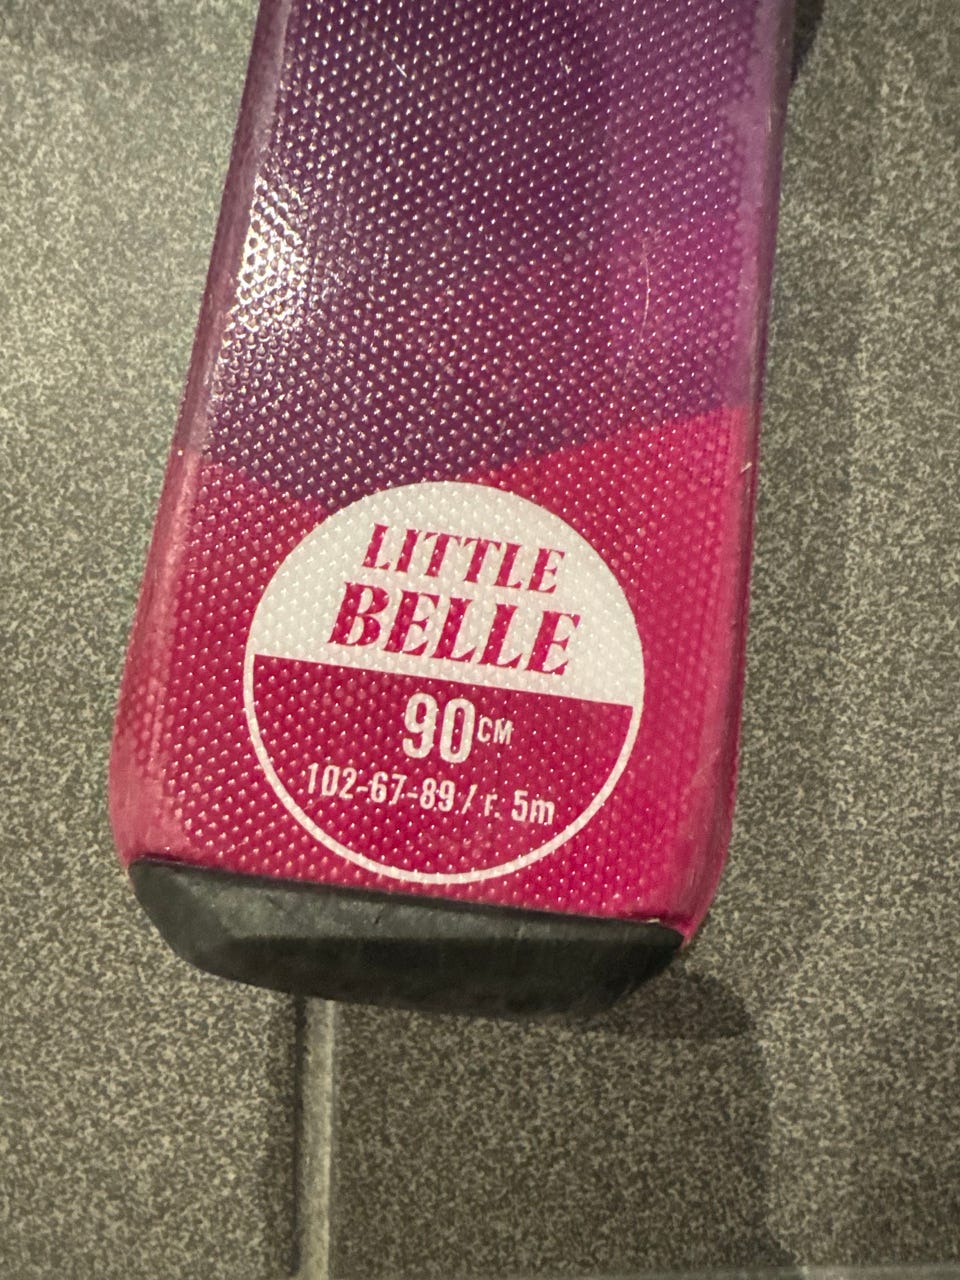 LITTLE
BELLE
90CM
102-67-89 / r. 5m